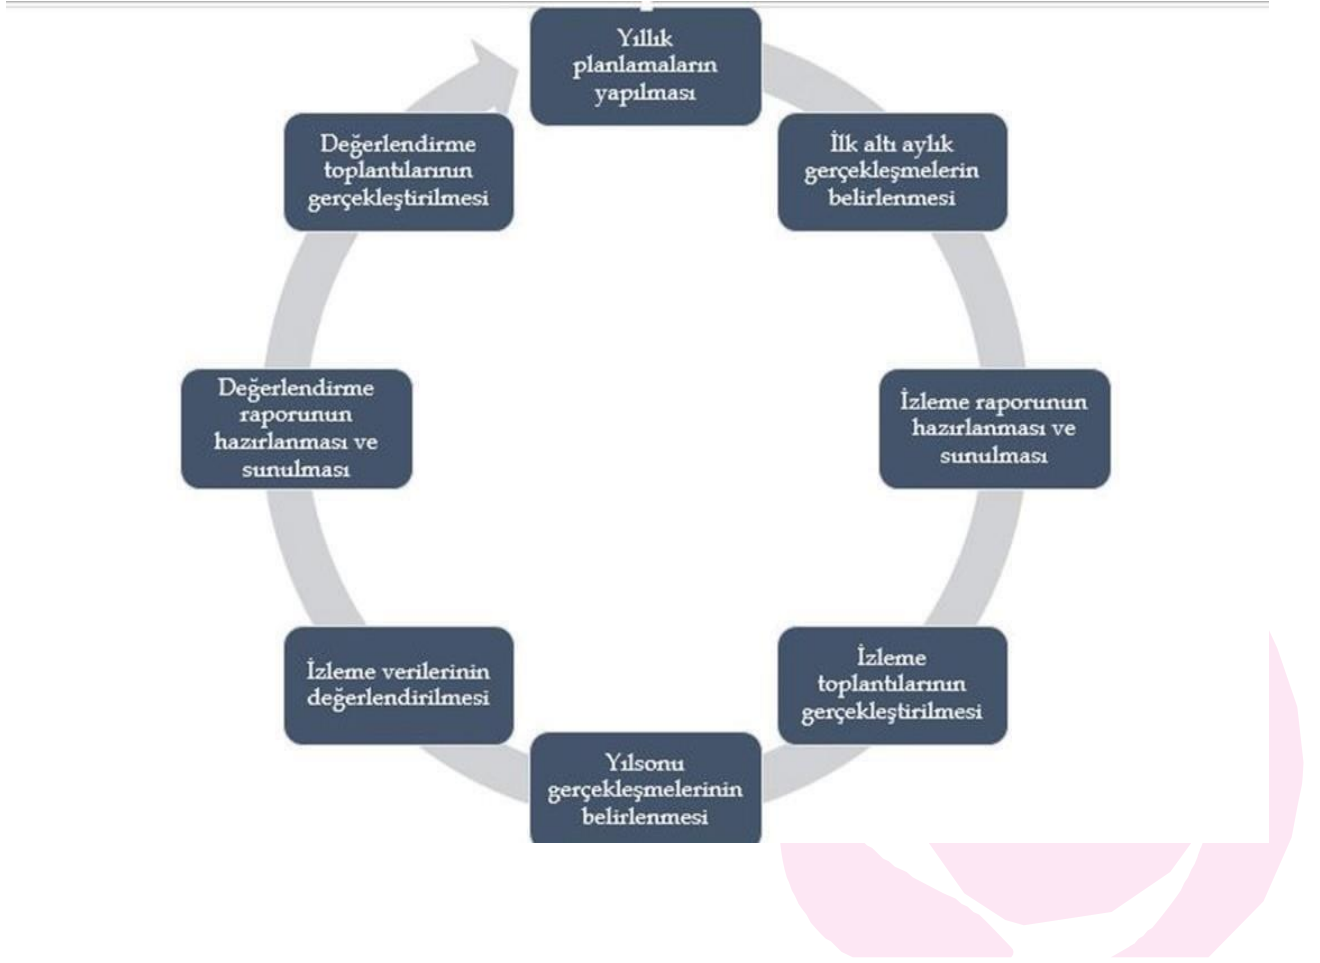 Yıllık
planlamaların
yapılması
İlk altı aylık
gerçekleşmelerin
belirlenmesi
İzleme raporunun
hazırlanması ve
sunulması
İzleme
toplantılarının
gerçekleştirilmesi
Yılsonu
gerçekleşmelerinin
belirlenmesi
İzleme verilerinin
değerlendirilmesi
Değerlendirme
raporunun
hazırlanması ve
sunulması
Değerlendirme
toplantılarının
gerçekleştirilmesi